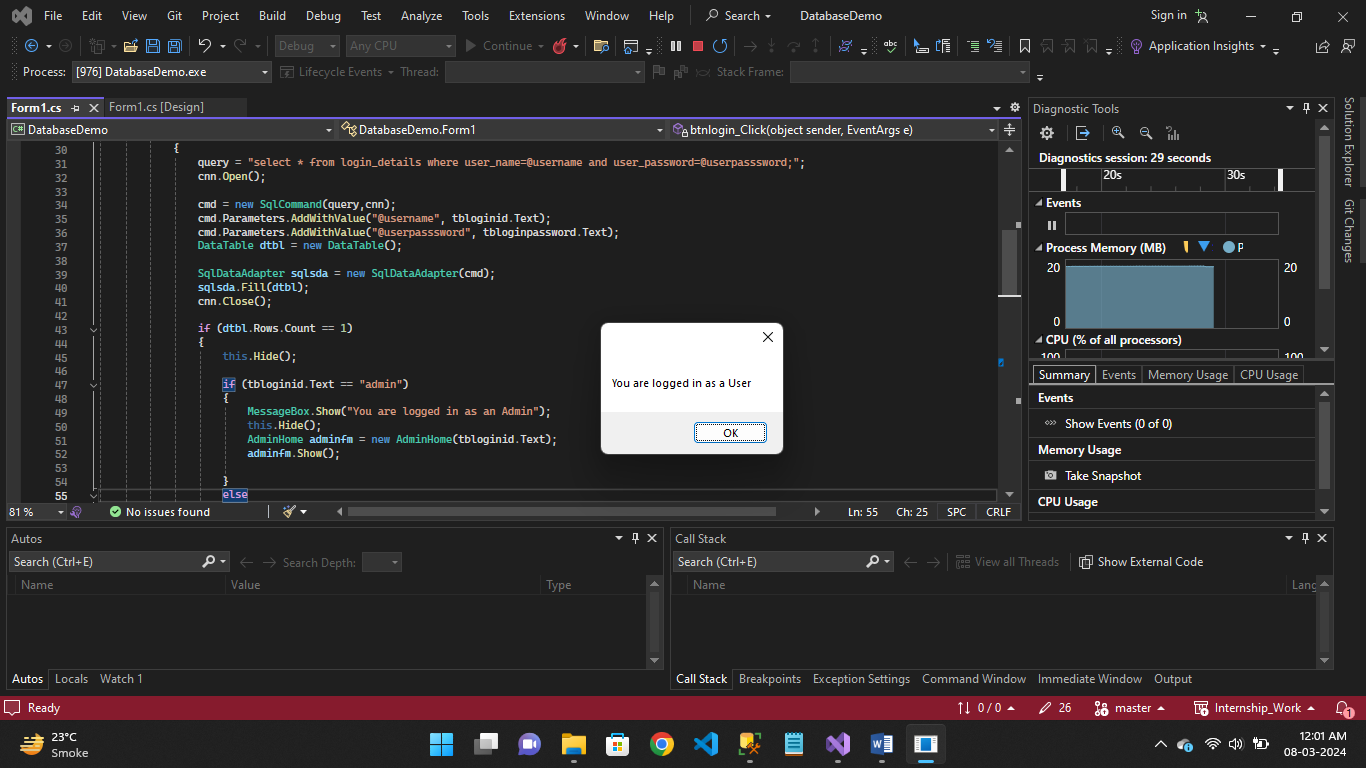 File Edit View Git Project Build Debug Test Analyze Tools Extensions Window Help Search DatabaseDemo Sign in
Debug Any CPU Continue Application Insights
Process: [976] DatabaseDemo.exe Lifecycle Events Thread: Stack Frame:
Form1.cs Form1.cs [Design]
DatabaseDemo DatabaseDemo.Form1 btnlogin_Click(object sender, EventArgs e)
30 {
31 query = "select * from login_details where user_name=@username and user_password=@userpasssword;";
32 cnn.Open();
33
34 cmd = new SqlCommand(query,cnn);
35 cmd.Parameters.AddWithValue("@username", tbloginid.Text);
36 cmd.Parameters.AddWithValue("@userpasssword", tbloginpassword.Text);
37 DataTable dtbl = new DataTable();
38
39 SqlDataAdapter sqlsda = new SqlDataAdapter(cmd);
40 sqlsda.Fill(dtbl);
41 cnn.Close();
42
43 if (dtbl.Rows.Count == 1)
44 {
45 this.Hide();
46
47 if (tbloginid.Text == "admin")
48 {
49 MessageBox.Show("You are logged in as an Admin");
50 this.Hide();
51 AdminHome adminfm = new AdminHome(tbloginid.Text);
52 adminfm.Show();
53
54 }
55 else
81 % No issues found Ln: 55 Ch: 25 SPC CRLF
You are logged in as a User
OK
Diagnostic Tools
Diagnostics session: 29 seconds
20s 30s
Events
Process Memory (MB) P
20 20
0 0
CPU (% of all processors)
100 100
Summary Events Memory Usage CPU Usage
Events
Show Events (0 of 0)
Memory Usage
Take Snapshot
CPU Usage
Solution Explorer
Git Changes
Autos
Search (Ctrl+E) Search Depth:
Name Value Type
Autos Locals Watch 1
Call Stack
Search (Ctrl+E) View all Threads Show External Code
Name Lang
Call Stack Breakpoints Exception Settings Command Window Immediate Window Output
Ready 0 / 0 26 master Internship_Work 1
23°C
Smoke
12:01 AM
08-03-2024